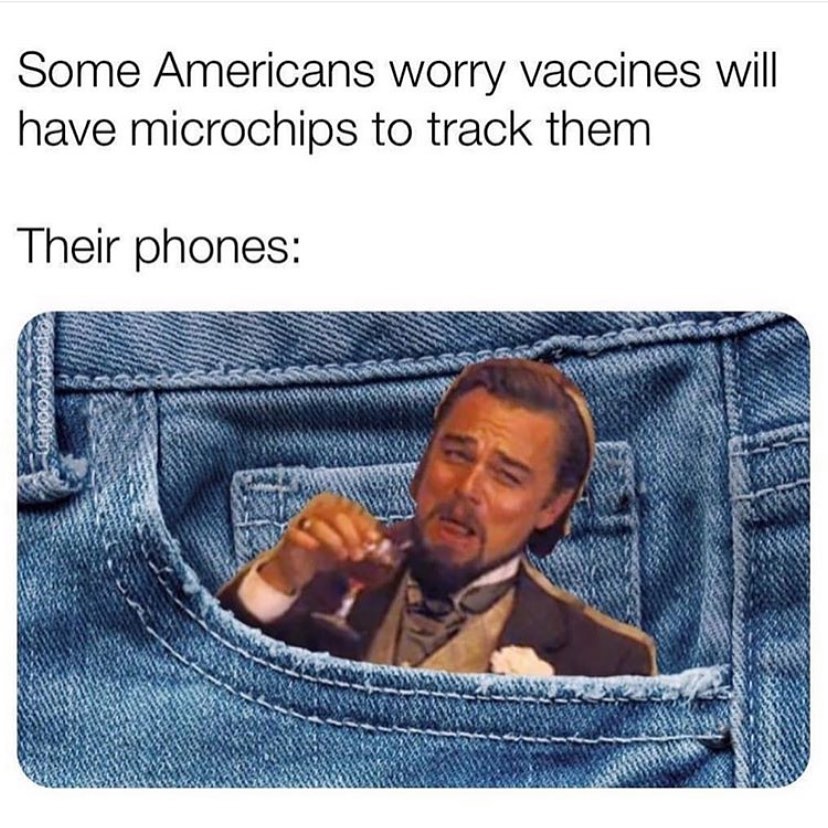 Some Americans worry vaccines will
have microchips to track them
Their phones: